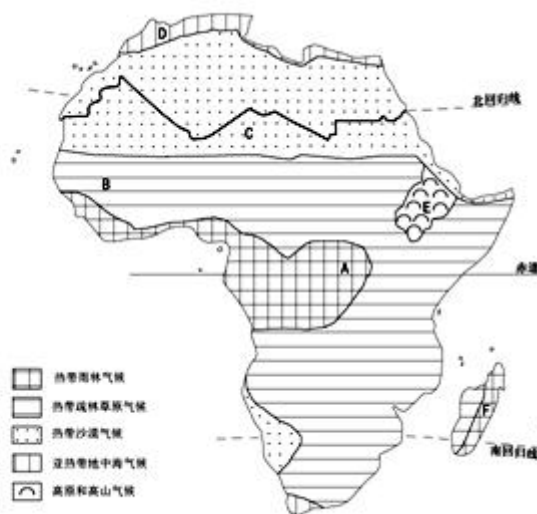 D
北回归线
C
B
E
A
赤道
热带雨林气候
热带疏林草原气候
热带沙漠气候
F
亚热带地中海气候
南回归线
高原和高山气候